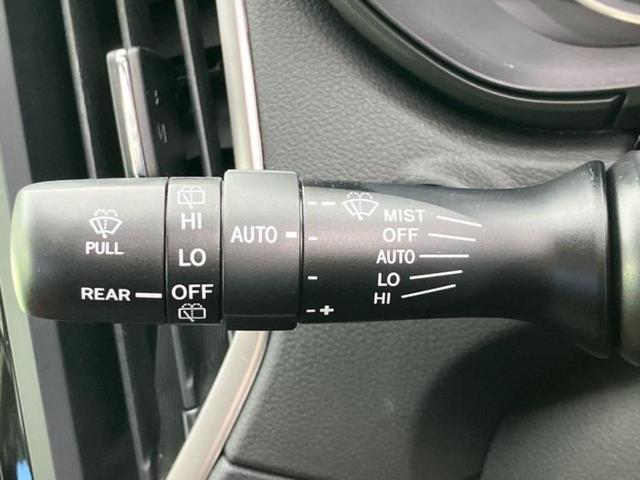 PULL
REAR
HI
LO
OFF
AUTO
- -
-
-
- +
MIST
OFF
AUTO
LO
HI